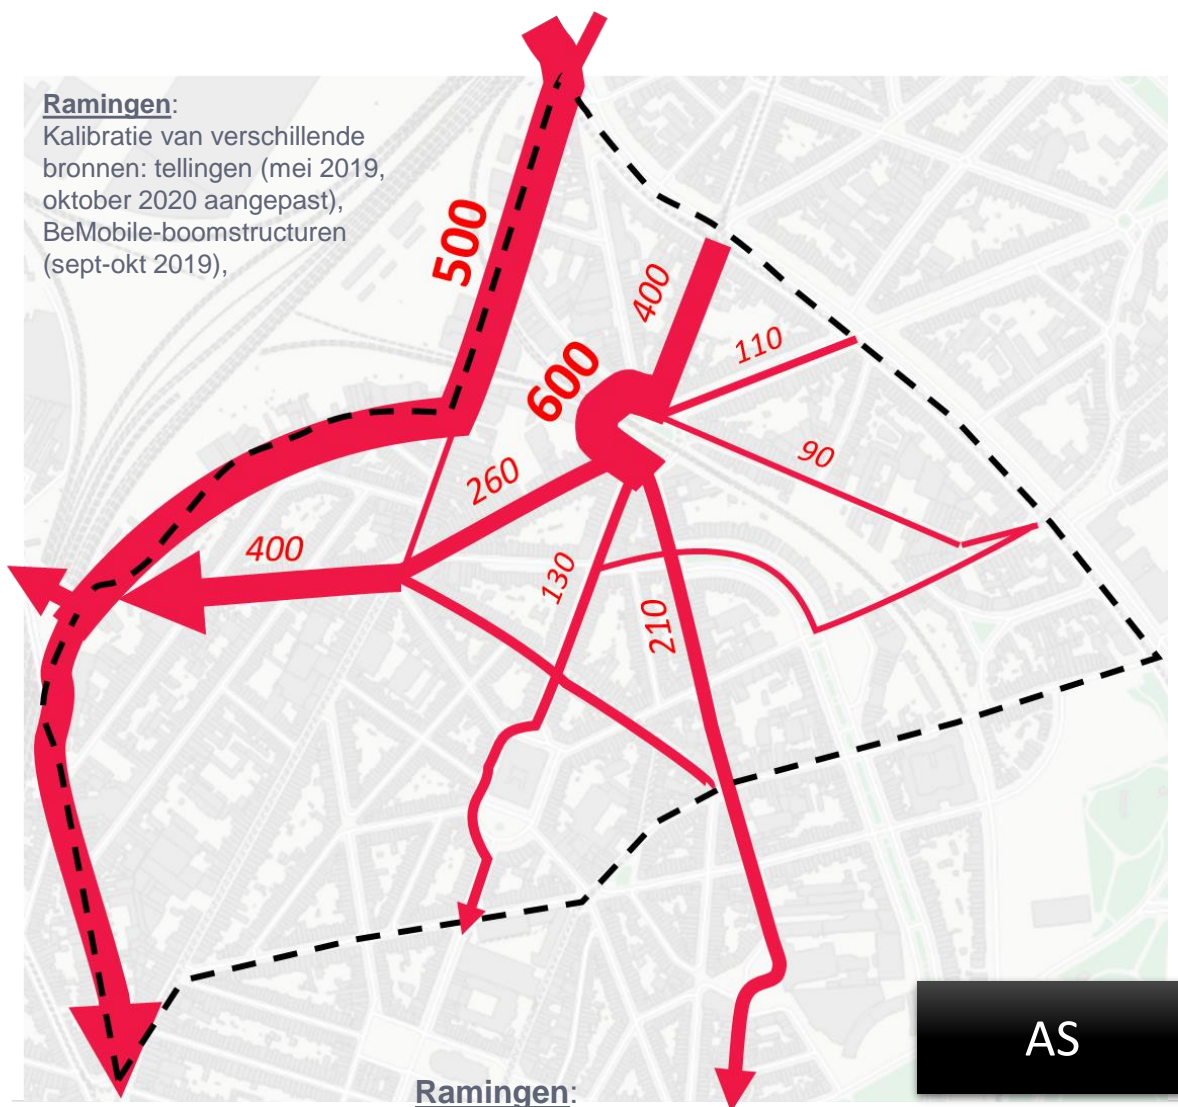 Ramingen:
Kalibratie van verschillende
bronnen: tellingen (mei 2019,
oktober 2020 aangepast),
BeMobile-boomstructuren
(sept-okt 2019),
500
400
110
600
90
260
400
130
210
AS
Ramingen: